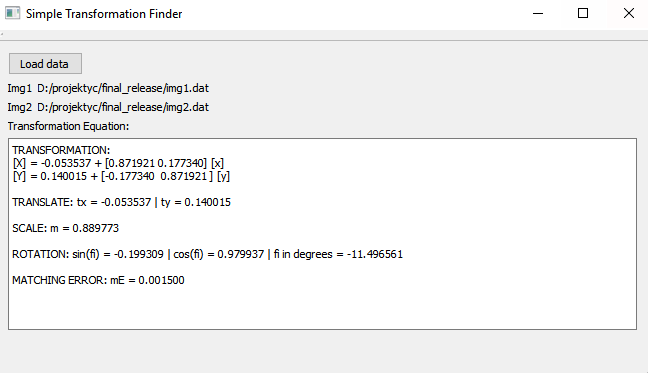 Simple Transformation Finder
Load data
Img1 D:/projektyc/final_release/img1.dat
Img2 D:/projektyc/final_release/img2.dat
Transformation Equation:
TRANSFORMATION:
[X] = -0.053537 + [0.871921 0.177340] [x]
[Y] = 0.140015 + [-0.177340 0.871921 ] [y]
TRANSLATE: tx = -0.053537 | ty = 0.140015
SCALE: m = 0.889773
ROTATION: sin(fi) = -0.199309 | cos(fi) = 0.979937 | fi in degrees = -11.496561
MATCHING ERROR: mE = 0.001500